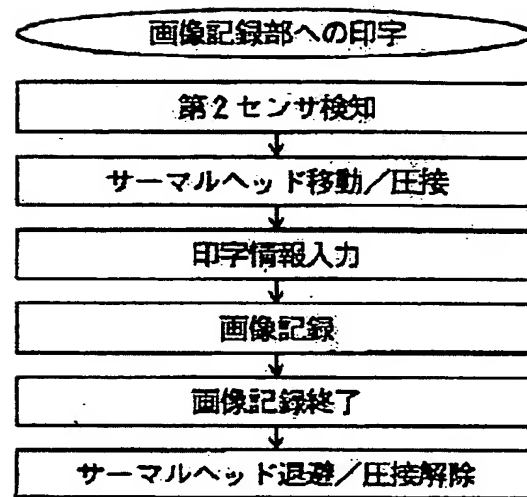 画像記録部への印字
第2センサ検知
サーマルヘッド移動／圧接
印字情報入力
画像記録
画像記録終了
サーマルヘッド退避／圧接解除